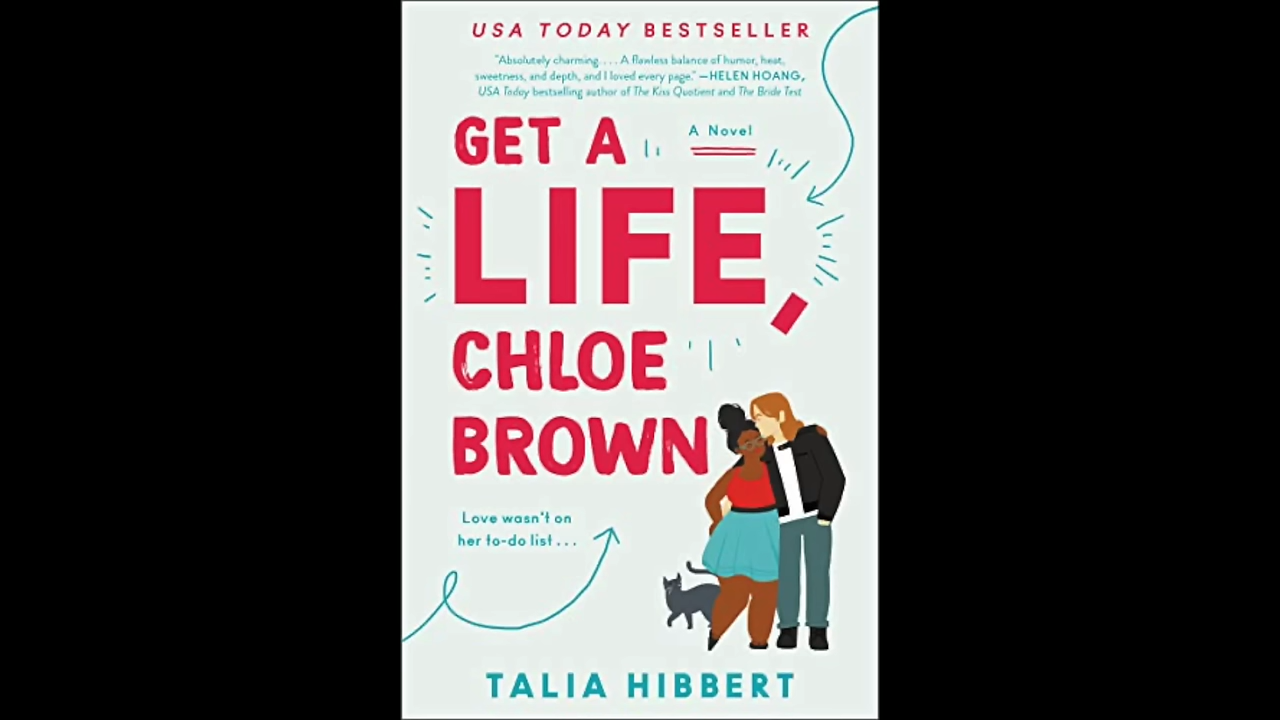 USA TODAY BESTSELLER
"Absolutely charming. . . . A flawless balance of humor, heat,
sweetness, and depth, and I loved every page." —HELEN HOANG,
USA Today bestselling author of The Kiss Quotient and The Bride Test
GET A
A Novel
LIFE,
CHLOE
BROWN
Love wasn't on
her to-do list . . .
TALIA HIBBERT